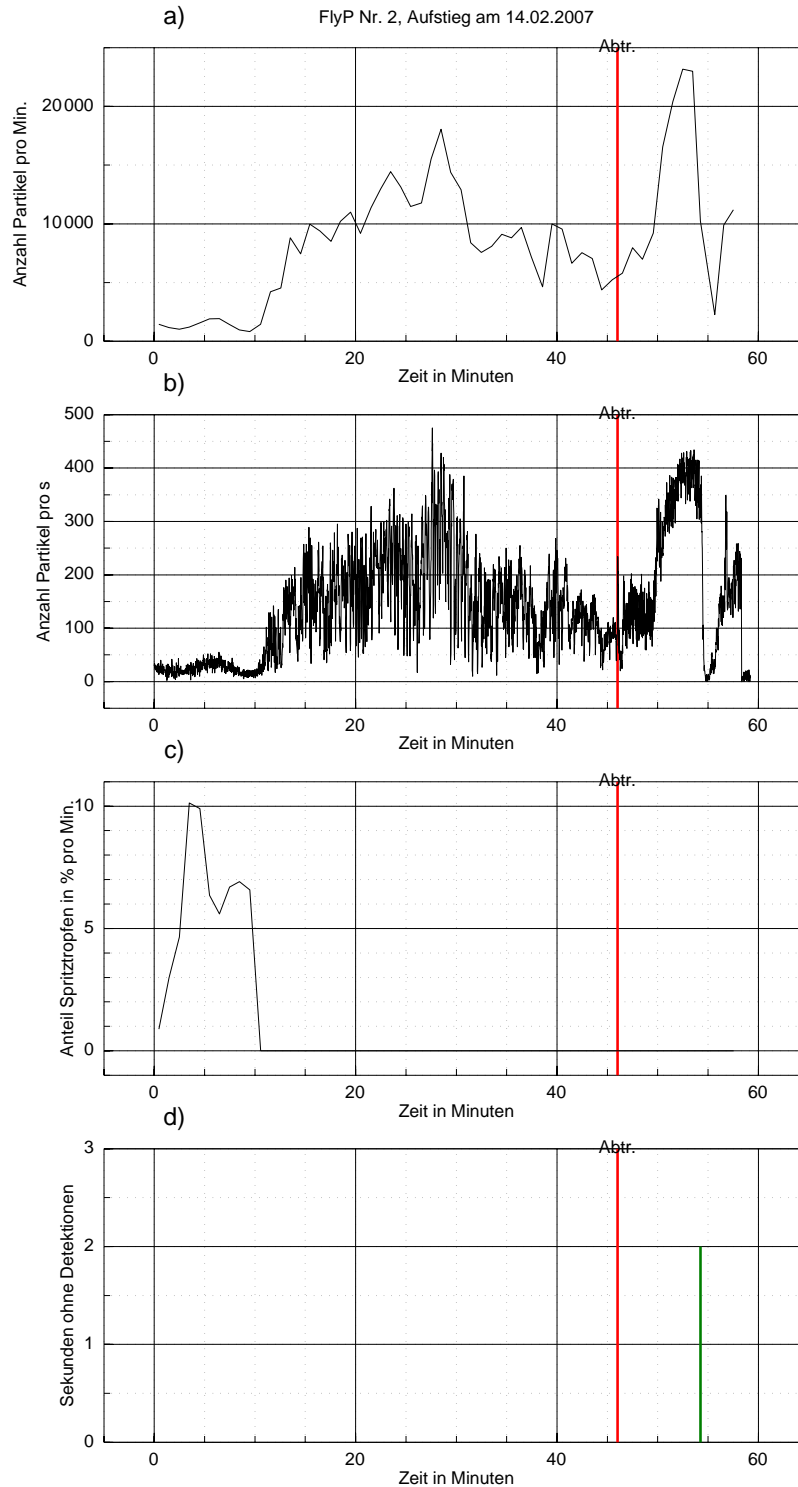 a)
FlyP Nr. 2, Aufstieg am 14.02.2007
Abtr.
Anzahl Partikel pro Min.
20000
10000
0
0 20 40 60
Zeit in Minuten
b)
Abtr.
Anzahl Partikel pro s
500
400
300
200
100
0
0 20 40 60
Zeit in Minuten
c)
Abtr.
Anteil Spritztropfen in % pro Min.
10
5
0
0 20 40 60
Zeit in Minuten
d)
Abtr.
Sekunden ohne Detektionen
3
2
1
0
0 20 40 60
Zeit in Minuten